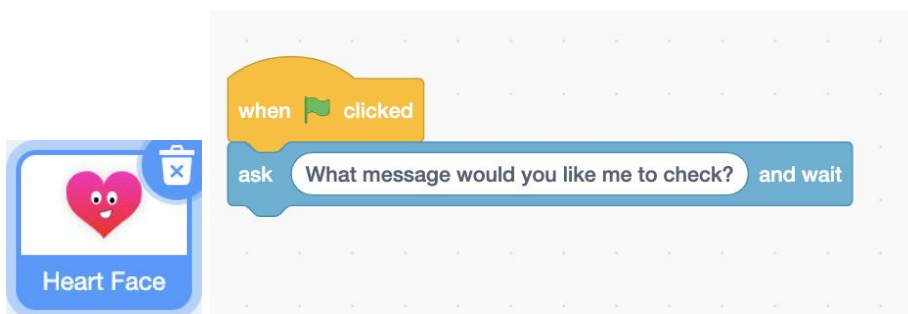 when clicked
ask What message would you like me to check? and wait
Heart Face